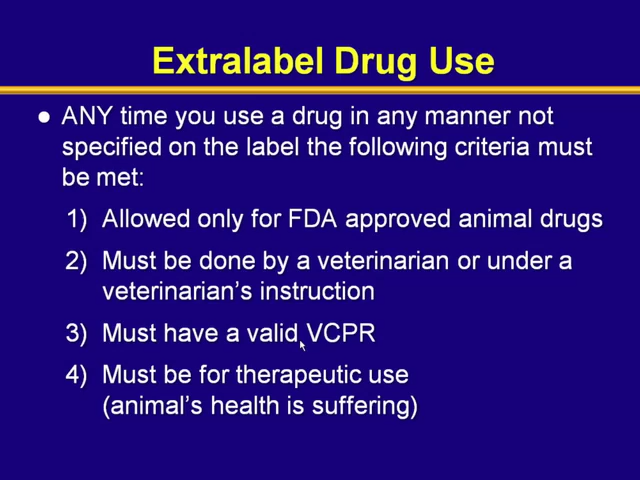 Extralabel Drug Use
● ANY time you use a drug in any manner not
specified on the label the following criteria must
be met:
1) Allowed only for FDA approved animal drugs
2) Must be done by a veterinarian or under a
veterinarian's instruction
3) Must have a valid VCPR
4) Must be for therapeutic use
(animal's health is suffering)